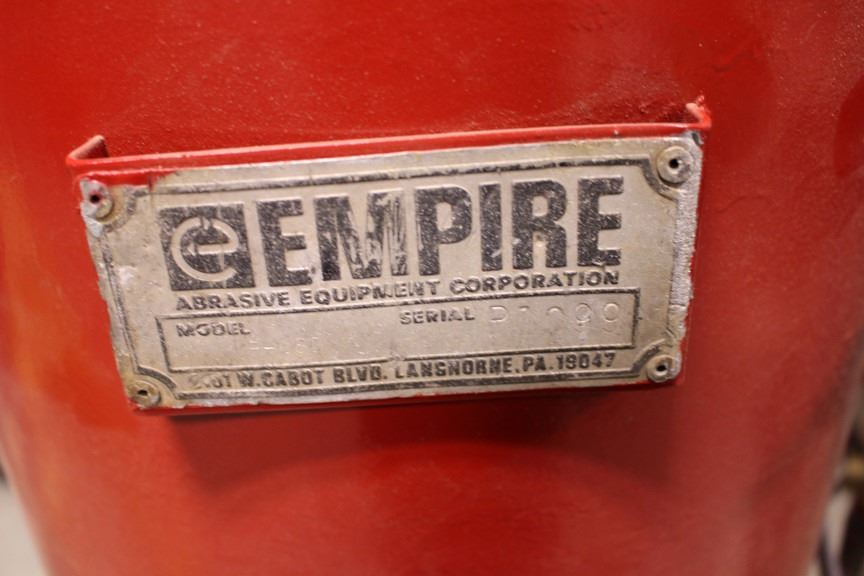 e EMPIRE
ABRASIVE EQUIPMENT CORPORATION
MODEL SERIAL
W. CABOT BLVD. LANGHORNE, PA. 19047